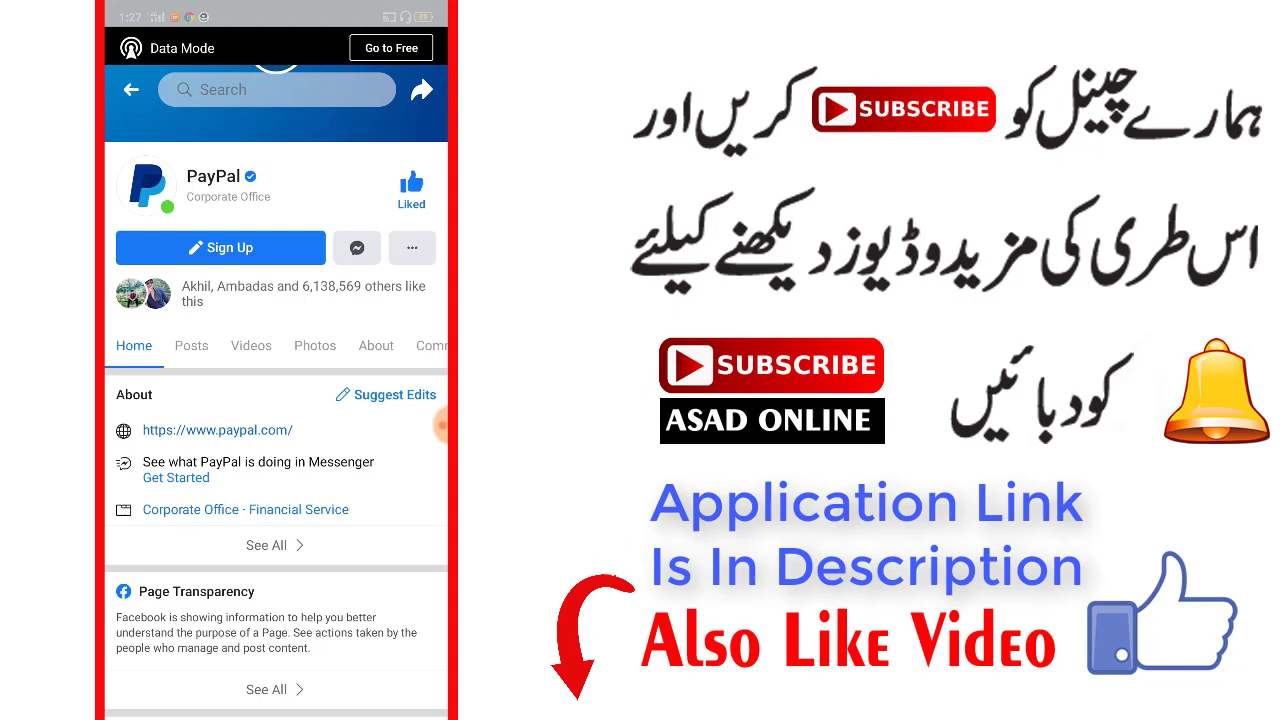 1:27
Data Mode
Go to Free
Search
PayPal
Corporate Office
Liked
Sign Up
Akhil, Ambadas and 6,138,569 others like
this
Home Posts Videos Photos About Comm
About
Suggest Edits
https://www.paypal.com/
See what PayPal is doing in Messenger
Get Started
Corporate Office · Financial Service
See All
Page Transparency
Facebook is showing information to help you better
understand the purpose of a Page. See actions taken by the
people who manage and post content.
See All
ہمارے چینل کو SUBSCRIBE کریں اور
اس طری کی مزید وڈیوز دیکھنے کیلئے
SUBSCRIBE کو دبائیں
ASAD ONLINE
Application Link
Is In Description
Also Like Video